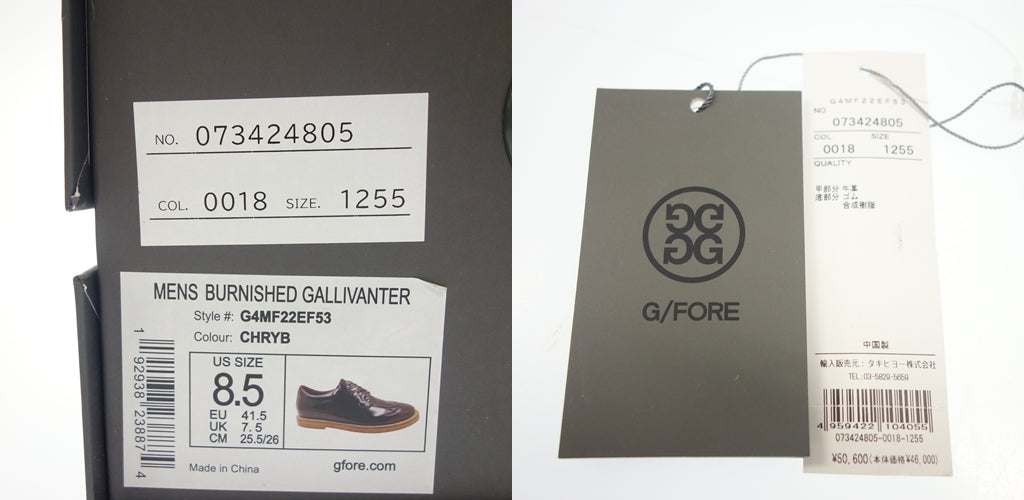 NO. 073424805
COL. 0018 SIZE. 1255
MENS BURNISHED GALLIVANTER
Style #: G4MF22EF53
Colour: CHRYB
US SIZE
8.5
EU 41.5
UK 7.5
CM 25.5/26
1 92938 23887 4
Made in China
gfore.com
G/FORE
G4MF22EF53
NO
073424805
COL SIZE
0018 1255
QUALITY
甲部分 牛革
底部分 ゴム
合成樹脂
中国製
輸入販売元：タキヒヨー株式会社
TEL:03-5829-5659
4 959422 104055
073424805-0018-1255
¥50,600(本体価格¥46,000)